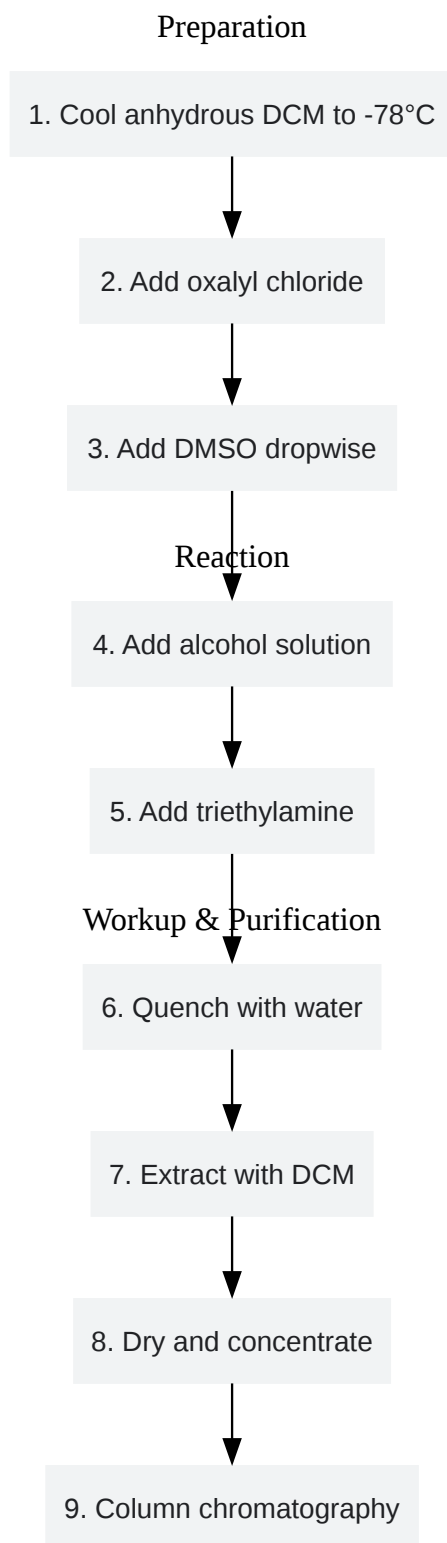 Preparation
1. Cool anhydrous DCM to -78°C
2. Add oxalyl chloride
3. Add DMSO dropwise
Reaction
4. Add alcohol solution
5. Add triethylamine
Workup & Purification
6. Quench with water
7. Extract with DCM
8. Dry and concentrate
9. Column chromatography